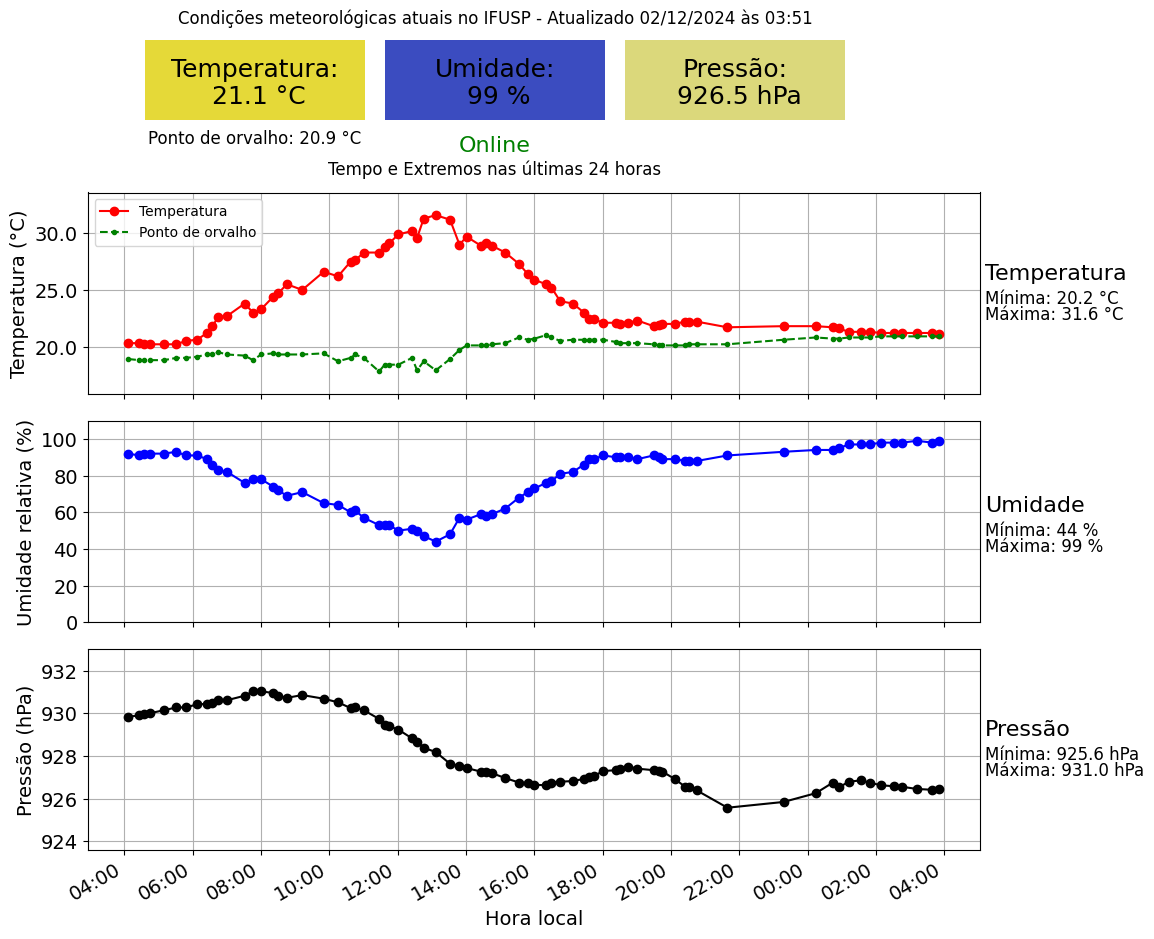 Condições meteorológicas atuais no IFUSP - Atualizado 02/12/2024 às 03:51
Temperatura:
21.1 °C
Umidade:
99 %
Pressão:
926.5 hPa
Ponto de orvalho: 20.9 °C
Online
Tempo e Extremos nas últimas 24 horas
Temperatura
Ponto de orvalho
Temperatura (°C)
30.0
25.0
20.0
Temperatura
Mínima: 20.2 °C
Máxima: 31.6 °C
Umidade relativa (%)
100
80
60
40
20
0
Umidade
Mínima: 44 %
Máxima: 99 %
Pressão (hPa)
932
930
928
926
924
Pressão
Mínima: 925.6 hPa
Máxima: 931.0 hPa
04:00 06:00 08:00 10:00 12:00 14:00 16:00 18:00 20:00 22:00 00:00 02:00 04:00
Hora local